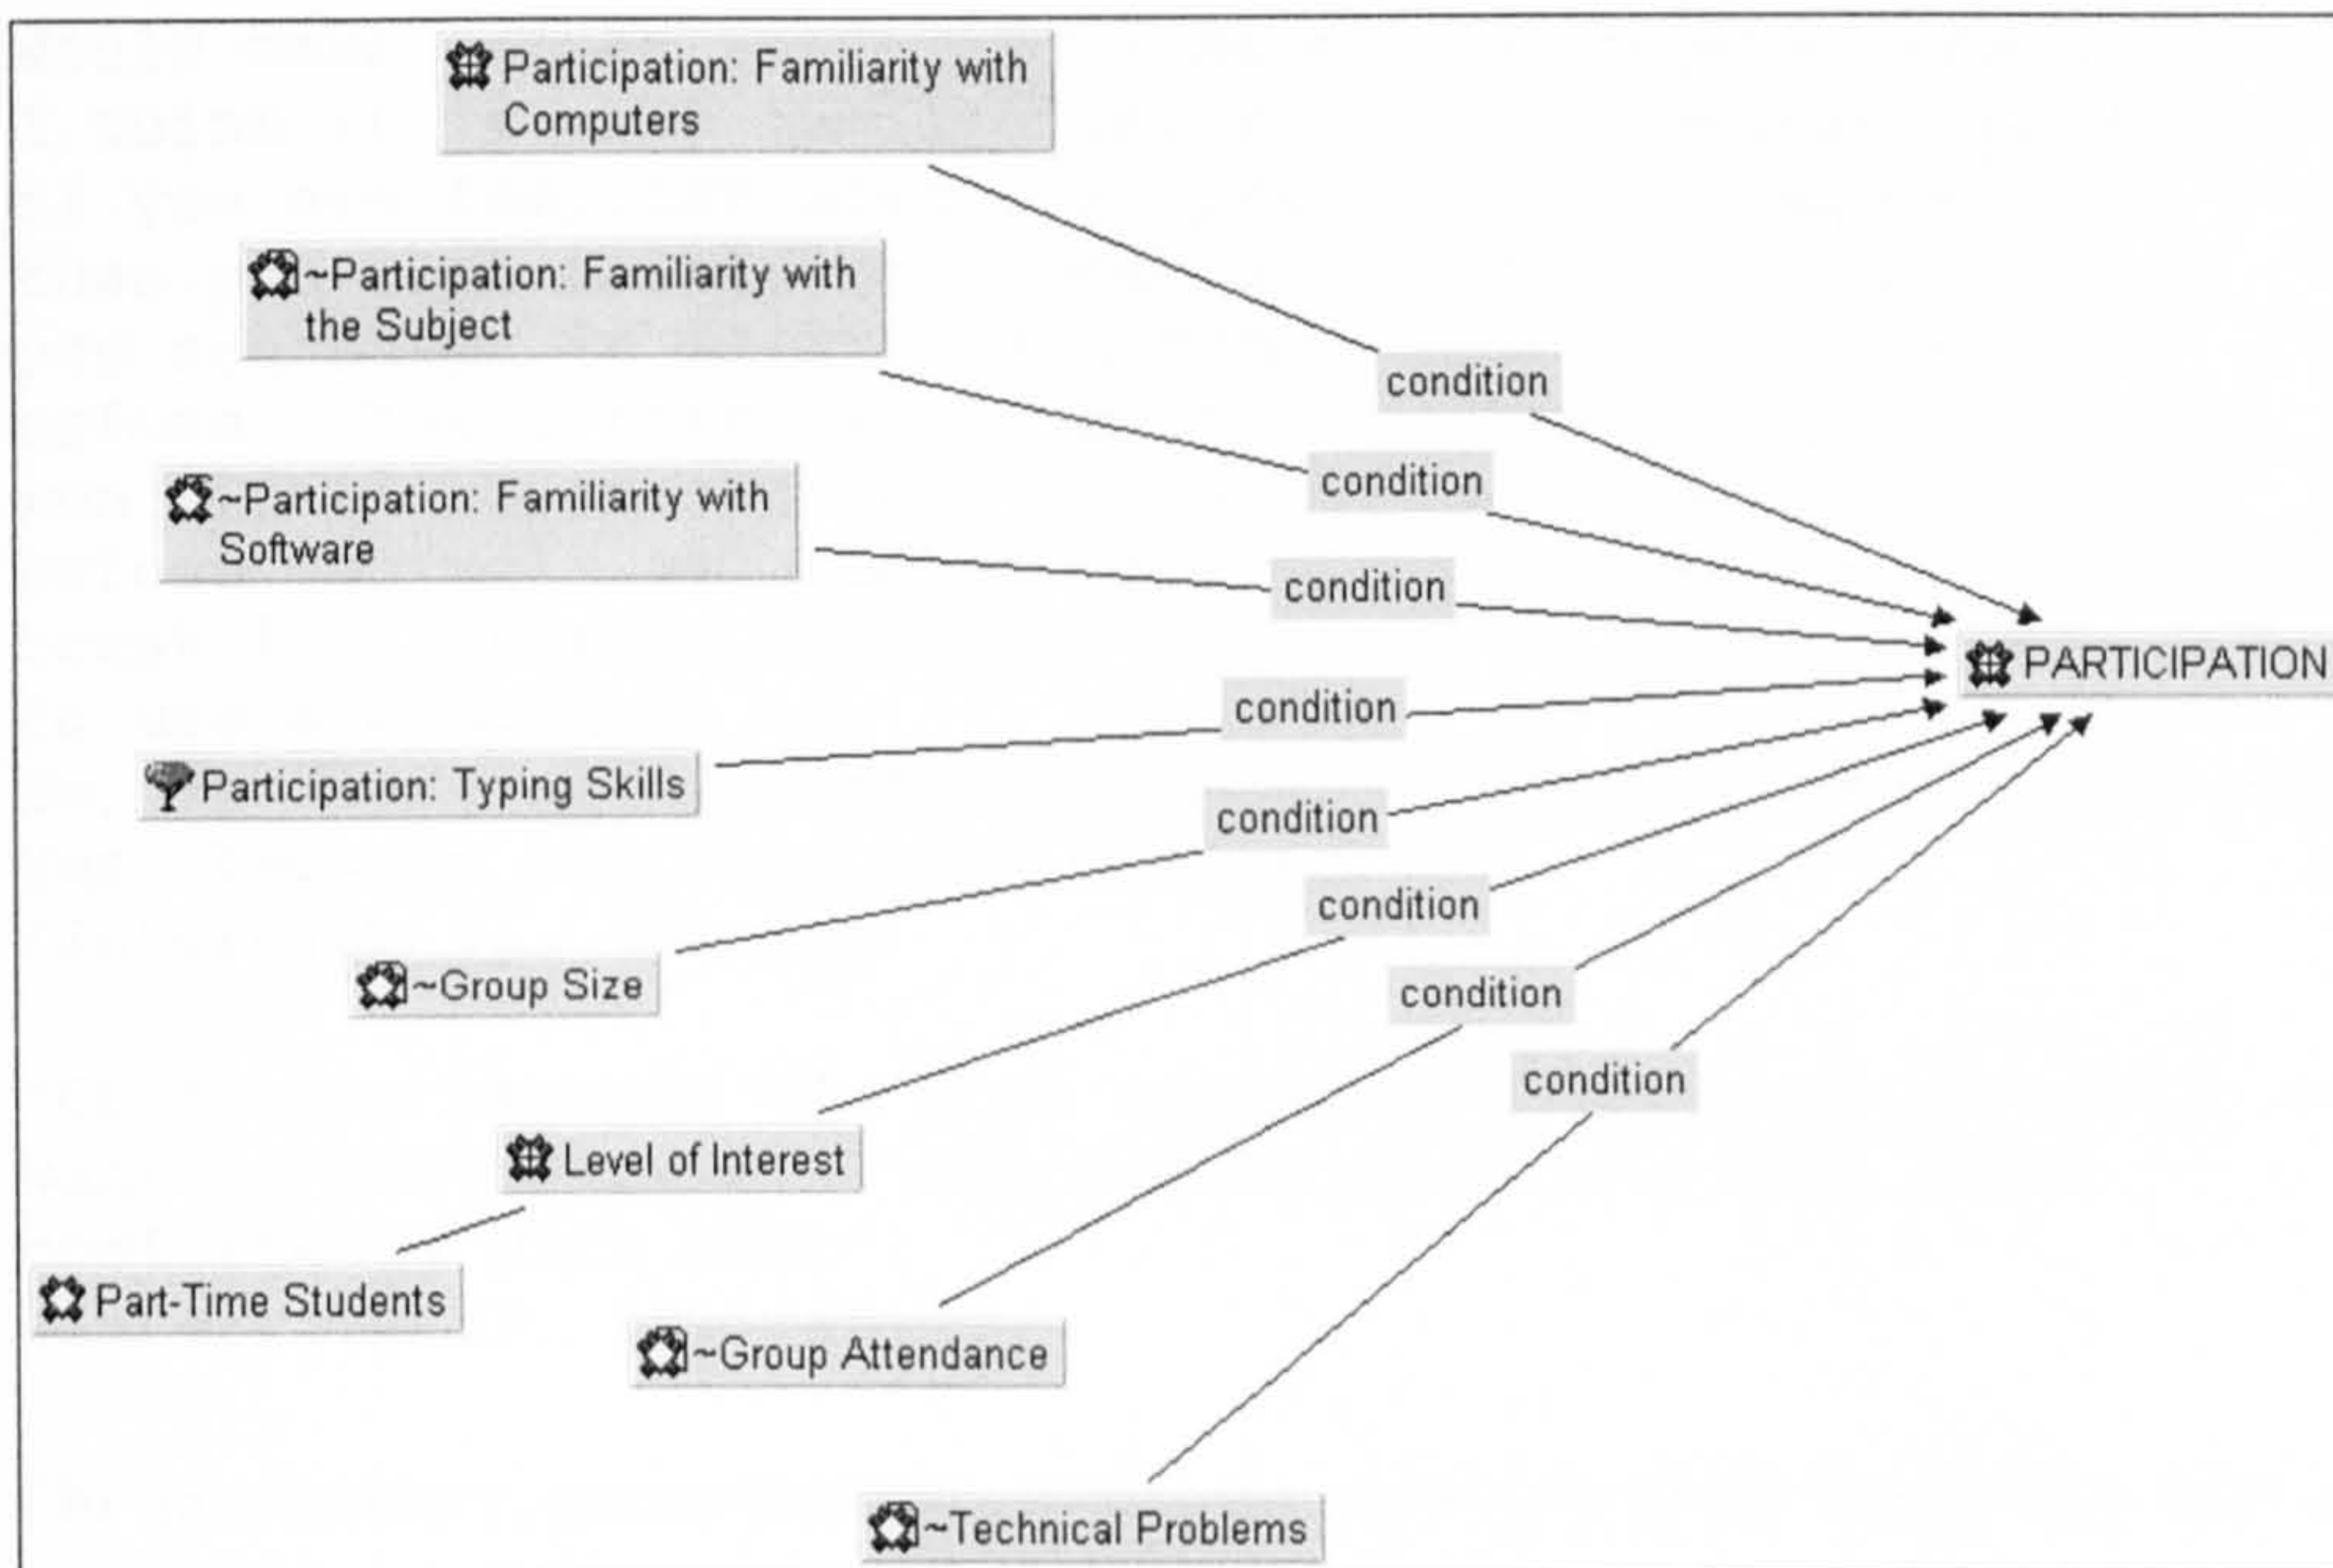 Participation: Familiarity with
Computers
~Participation: Familiarity with
the Subject
condition
condition
~Participation: Familiarity with
Software
condition
PARTICIPATION
condition
Participation: Typing Skills
condition
condition
~Group Size
condition
condition
Level of Interest
Part-Time Students
~Group Attendance
~Technical Problems